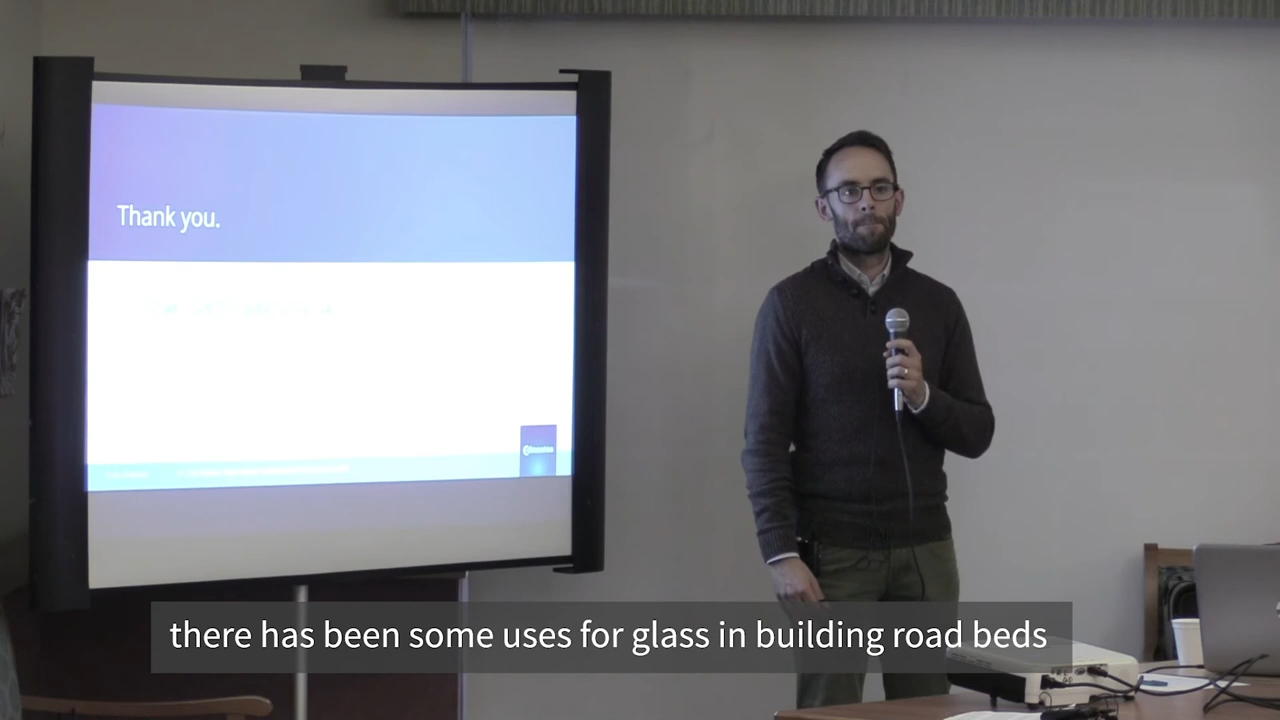 Thank you.
there has been some uses for glass in building road beds